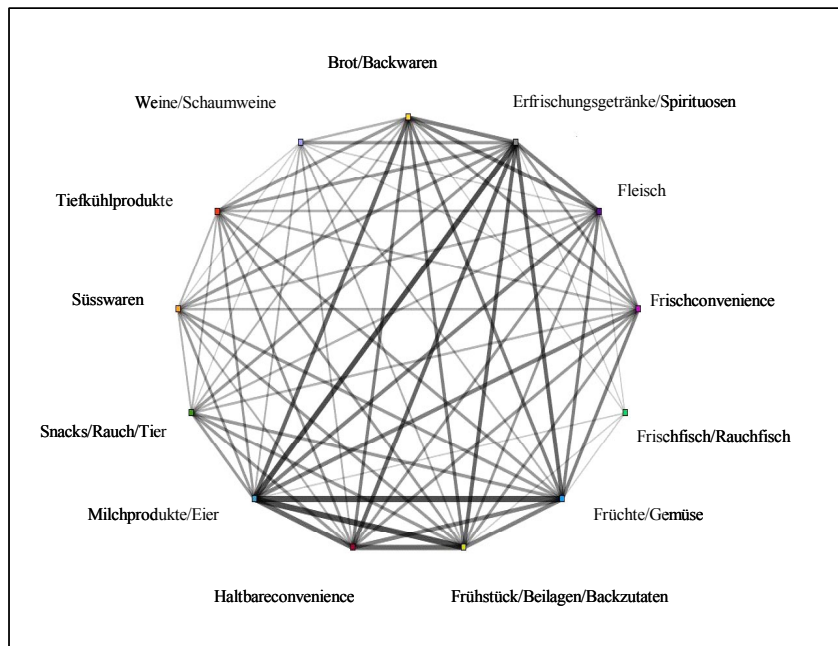 Brot/Backwaren
Weine/Schaumweine
Erfrischungsgetränke/Spirituosen
Tiefkühlprodukte
Fleisch
Süsswaren
Frischconvenience
Snacks/Rauch/Tier
Frischfisch/Rauchfisch
Milchprodukte/Eier
Früchte/Gemüse
Haltbareconvenience
Frühstück/Beilagen/Backzutaten